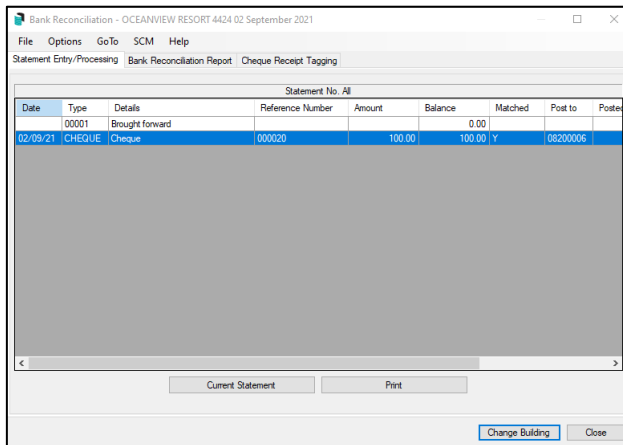 Bank Reconciliation - OCEANVIEW RESORT 4424 02 September 2021
File Options GoTo SCM Help
Statement Entry/Processing Bank Reconciliation Report Cheque Receipt Tagging
Statement No. All
Date Type Details Reference Number Amount Balance Matched Post to Posted
00001 Brought forward 0.00
02/09/21 CHEQUE Cheque 000020 100.00 100.00 Y 08200006
Current Statement Print
Change Building Close